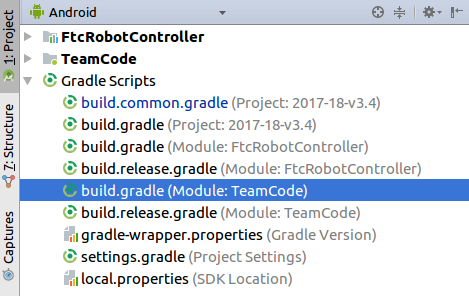 1: Project
7: Structure
Captures
Android
FtcRobotController
TeamCode
Gradle Scripts
build.common.gradle (Project: 2017-18-v3.4)
build.gradle (Project: 2017-18-v3.4)
build.gradle (Module: FtcRobotController)
build.release.gradle (Module: FtcRobotController)
build.gradle (Module: TeamCode)
build.release.gradle (Module: TeamCode)
gradle-wrapper.properties (Gradle Version)
settings.gradle (Project Settings)
local.properties (SDK Location)